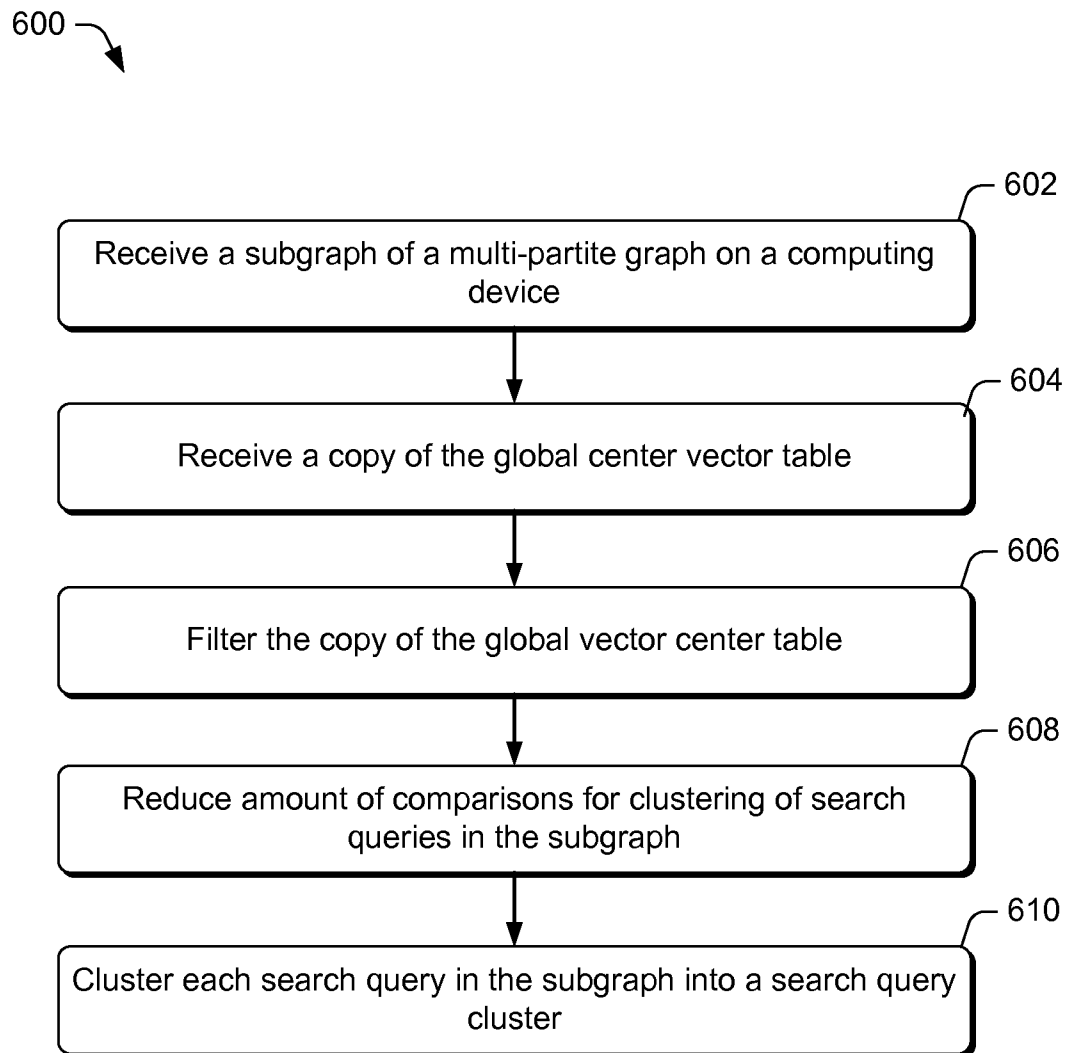 600
602
Receive a subgraph of a multi-partite graph on a computing
device
604
Receive a copy of the global center vector table
606
Filter the copy of the global vector center table
608
Reduce amount of comparisons for clustering of search
queries in the subgraph
610
Cluster each search query in the subgraph into a search query
cluster